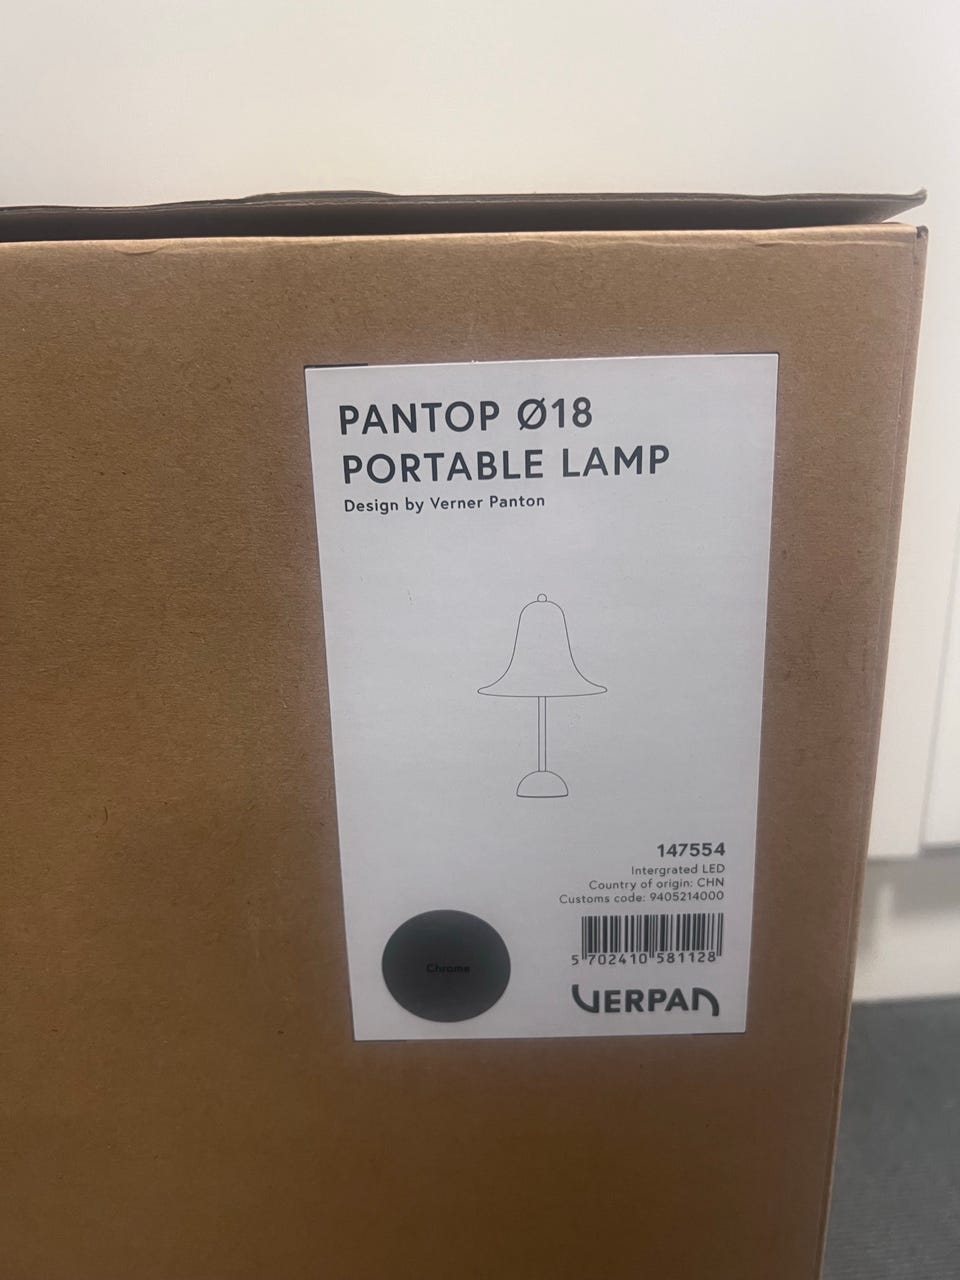 PANTOP Ø18
PORTABLE LAMP
Design by Verner Panton
147554
Intergrated LED
Country of origin: CHN
Customs code: 9405214000
5 702410 581128
Chrome
VERPAN